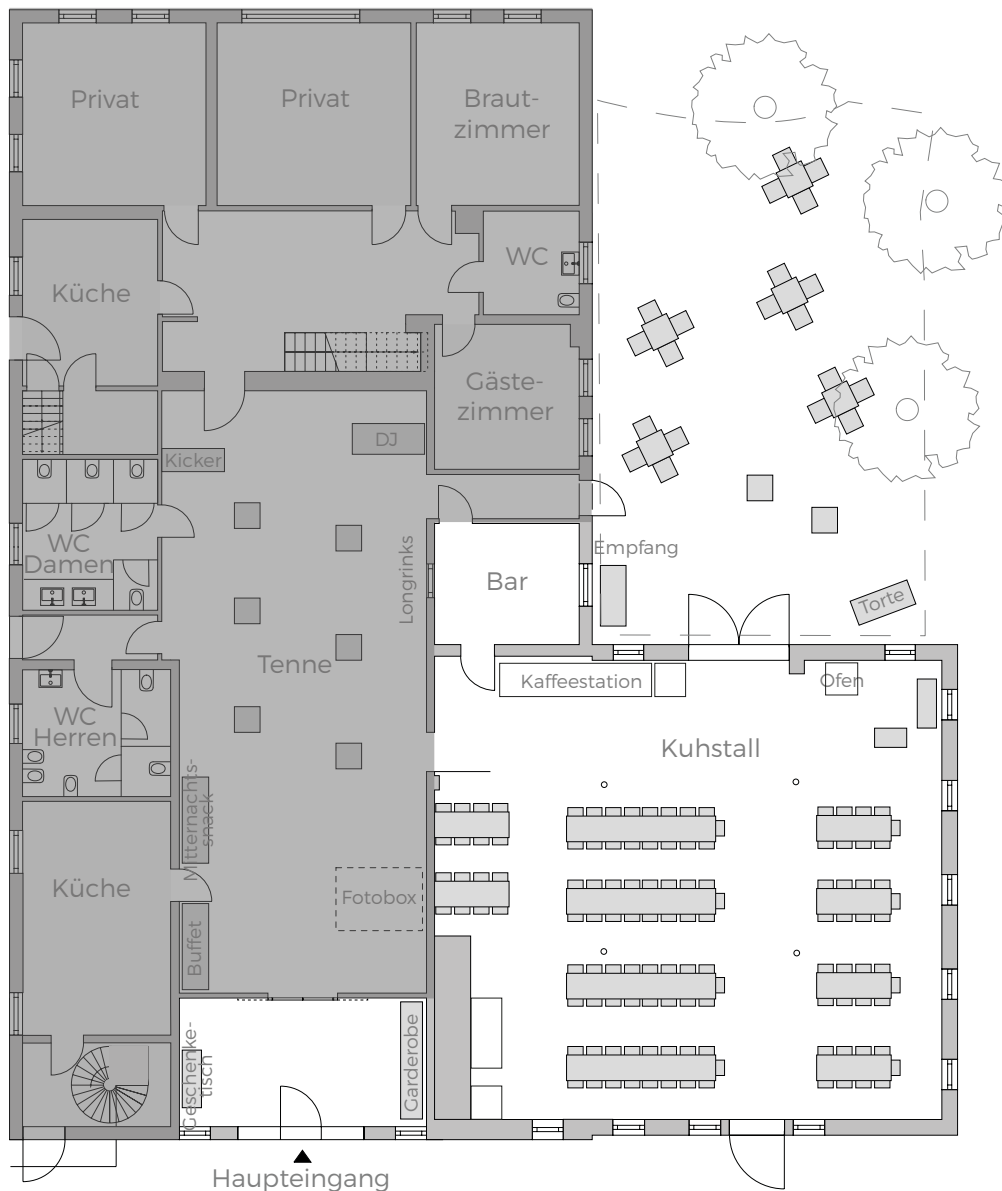 Privat
Privat
Braut-
zimmer
WC
Küche
Gäste-
zimmer
DJ
Kicker
WC
Damen
Longrinks
Bar
Empfang
Torte
Tenne
Kaffeestation
Ofen
WC
Herren
Kuhstall
Mitternachts-
snack
Küche
Fotobox
Buffet
Geschenke-
tisch
Garderobe
Haupteingang